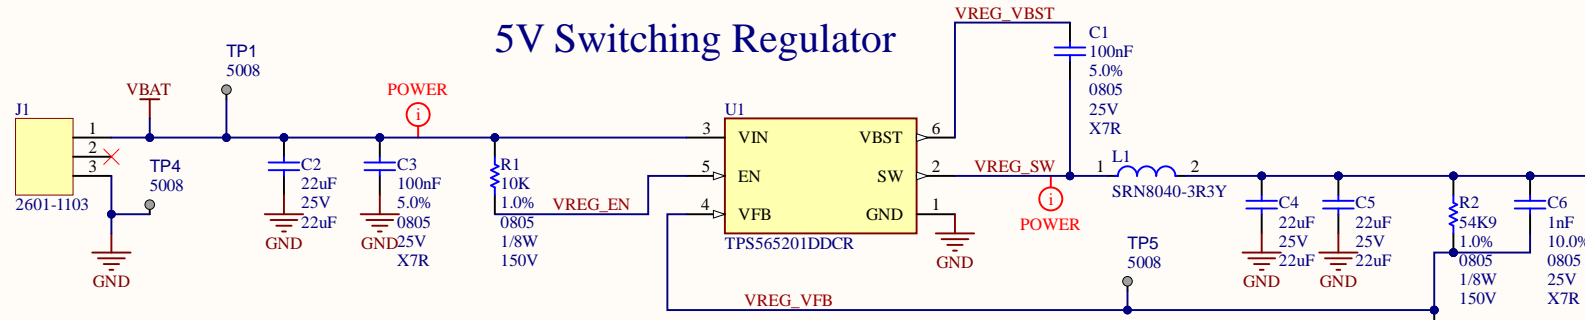 5V Switching Regulator
J1
1
2
3
2601-1103
VBAT
TP1
5008
TP4
5008
GND
C2
22uF
25V
22uF
GND
C3
100nF
5.0%
0805
25V
X7R
GND
POWER
i
R1
10K
1.0%
0805
1/8W
150V
VREG_EN
U1
3
VIN
5
EN
4
VFB
VBST
6
SW
2
GND
1
TPS565201DDCR
GND
VREG_VBST
C1
100nF
5.0%
0805
25V
X7R
VREG_SW
i
POWER
L1
1
2
SRN8040-3R3Y
TP5
5008
VREG_VFB
C4
22uF
25V
22uF
GND
C5
22uF
25V
22uF
GND
R2
54K9
1.0%
0805
1/8W
150V
C6
1nF
10.0%
0805
25V
X7R